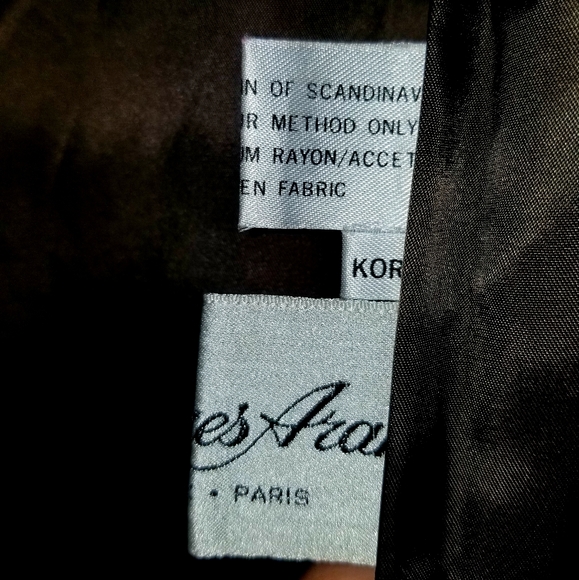 N OF SCANDINAV
R METHOD ONLY
M RAYON/ACCET
EN FABRIC
KOR
es Ara
• PARIS